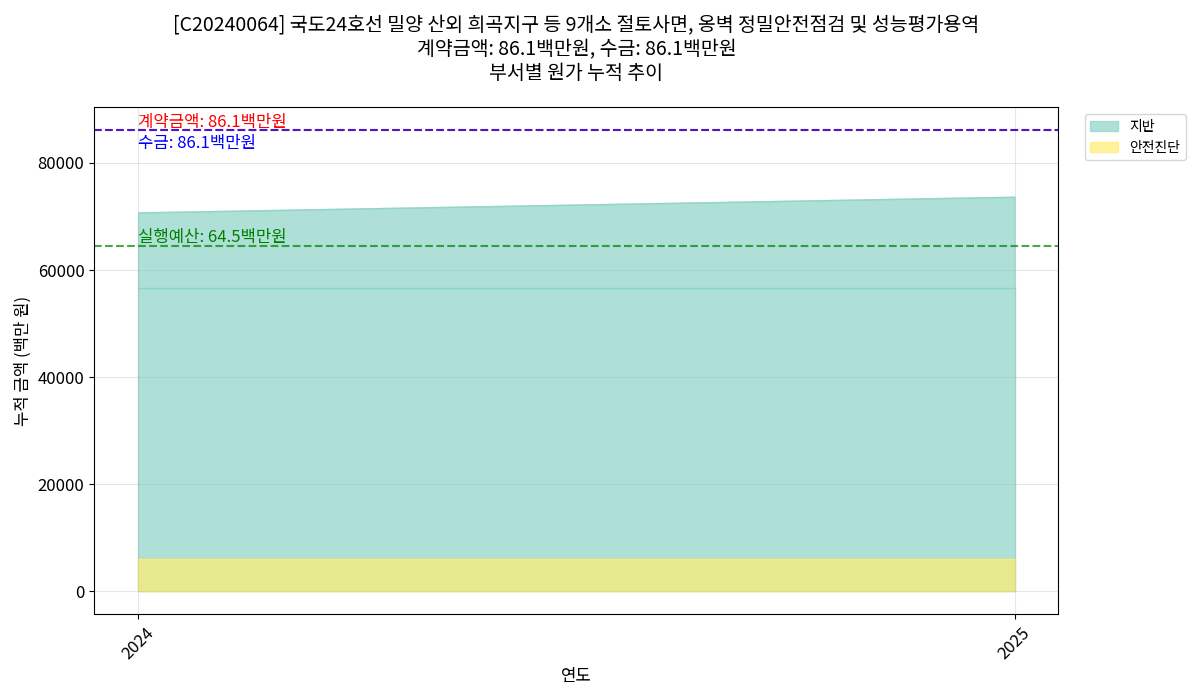 [C20240064] 국도24호선 밀양 산외 희곡지구 등 9개소 절토사면, 옹벽 정밀안전점검 및 성능평가용역
계약금액: 86.1백만원, 수금: 86.1백만원
부서별 원가 누적 추이
계약금액: 86.1백만원
수금: 86.1백만원
실행예산: 64.5백만원
지반
안전진단
누적 금액 (백만 원)
80000
60000
40000
20000
0
2024
2025
연도